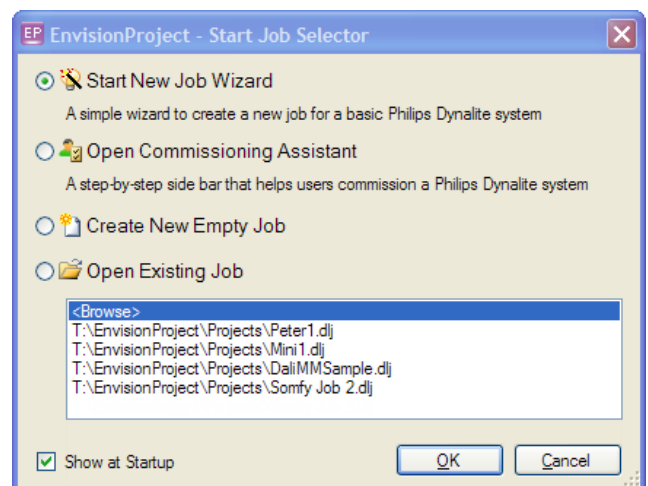 EP EnvisionProject - Start Job Selector
Start New Job Wizard
A simple wizard to create a new job for a basic Philips Dynalite system
Open Commissioning Assistant
A step-by-step side bar that helps users commission a Philips Dynalite system
Create New Empty Job
Open Existing Job
<Browse>
T:\EnvisionProject\Projects\Peter1.dlj
T:\EnvisionProject\Projects\Mini1.dlj
T:\EnvisionProject\Projects\DaliMMSample.dlj
T:\EnvisionProject\Projects\Somfy Job 2.dlj
Show at Startup
OK
Cancel